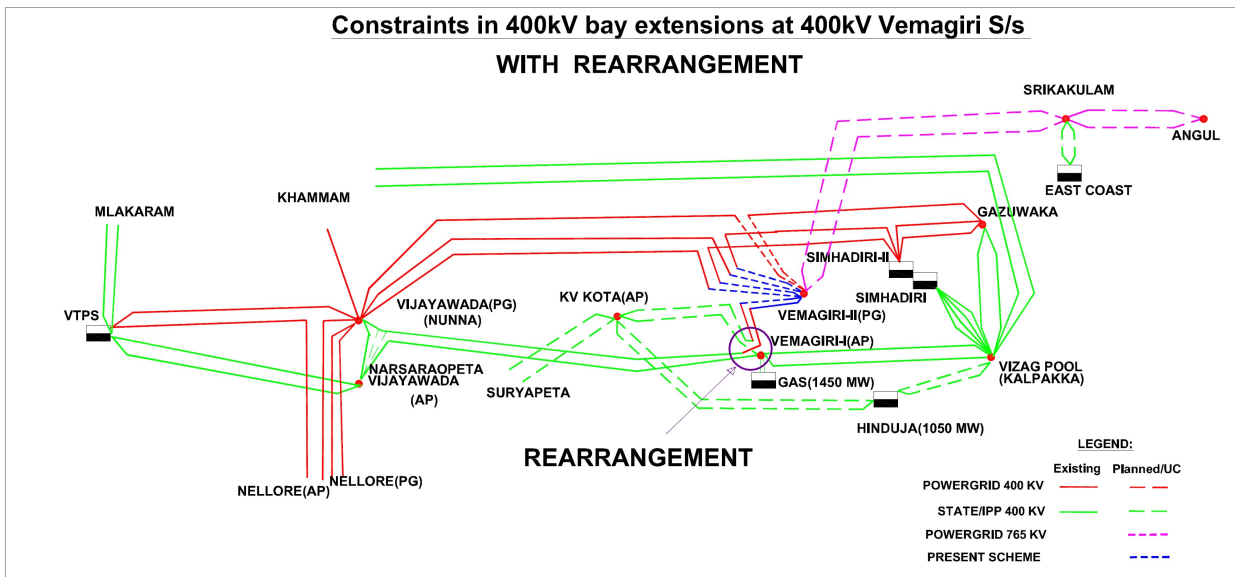 Constraints in 400kV bay extensions at 400kV Vemagiri S/s
WITH REARRANGEMENT
SRIKAKULAM
ANGUL
EAST COAST
KHAMMAM
MLAKARAM
GAZUWAKA
SIMHADIRI-II
SIMHADIRI
KV KOTA(AP)
VTPS
VIJAYAWADA(PG)
(NUNNA)
VEMAGIRI-II(PG)
VEMAGIRI-I(AP)
NARSARAOPETA
VIJAYAWADA
(AP)
SURYAPETA
GAS(1450 MW)
VIZAG POOL
(KALPAKKA)
HINDUJA(1050 MW)
REARRANGEMENT
NELLORE(AP)
NELLORE(PG)
LEGEND:
Existing Planned/UC
POWERGRID 400 KV
STATE/IPP 400 KV
POWERGRID 765 KV
PRESENT SCHEME